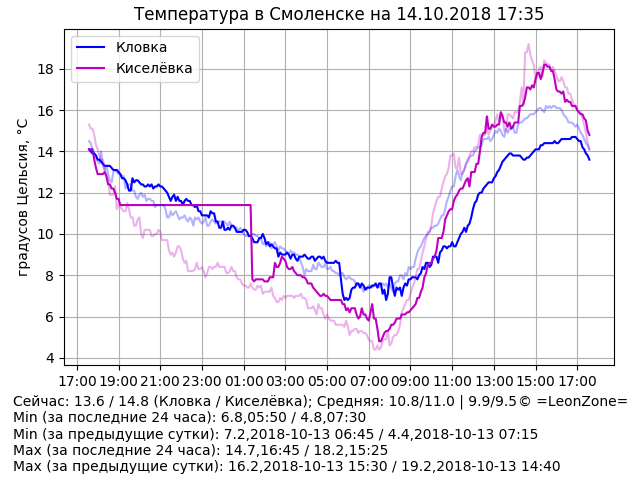 Температура в Смоленске на 14.10.2018 17:35
Кловка
Киселёвка
градусов Цельсия, °C
18
16
14
12
10
8
6
4
17:00 19:00 21:00 23:00 01:00 03:00 05:00 07:00 09:00 11:00 13:00 15:00 17:00
Сейчас: 13.6 / 14.8 (Кловка / Киселёвка); Средняя: 10.8/11.0 | 9.9/9.5© =LeonZone=
Min (за последние 24 часа): 6.8,05:50 / 4.8,07:30
Min (за предыдущие сутки): 7.2,2018-10-13 06:45 / 4.4,2018-10-13 07:15
Max (за последние 24 часа): 14.7,16:45 / 18.2,15:25
Max (за предыдущие сутки): 16.2,2018-10-13 15:30 / 19.2,2018-10-13 14:40